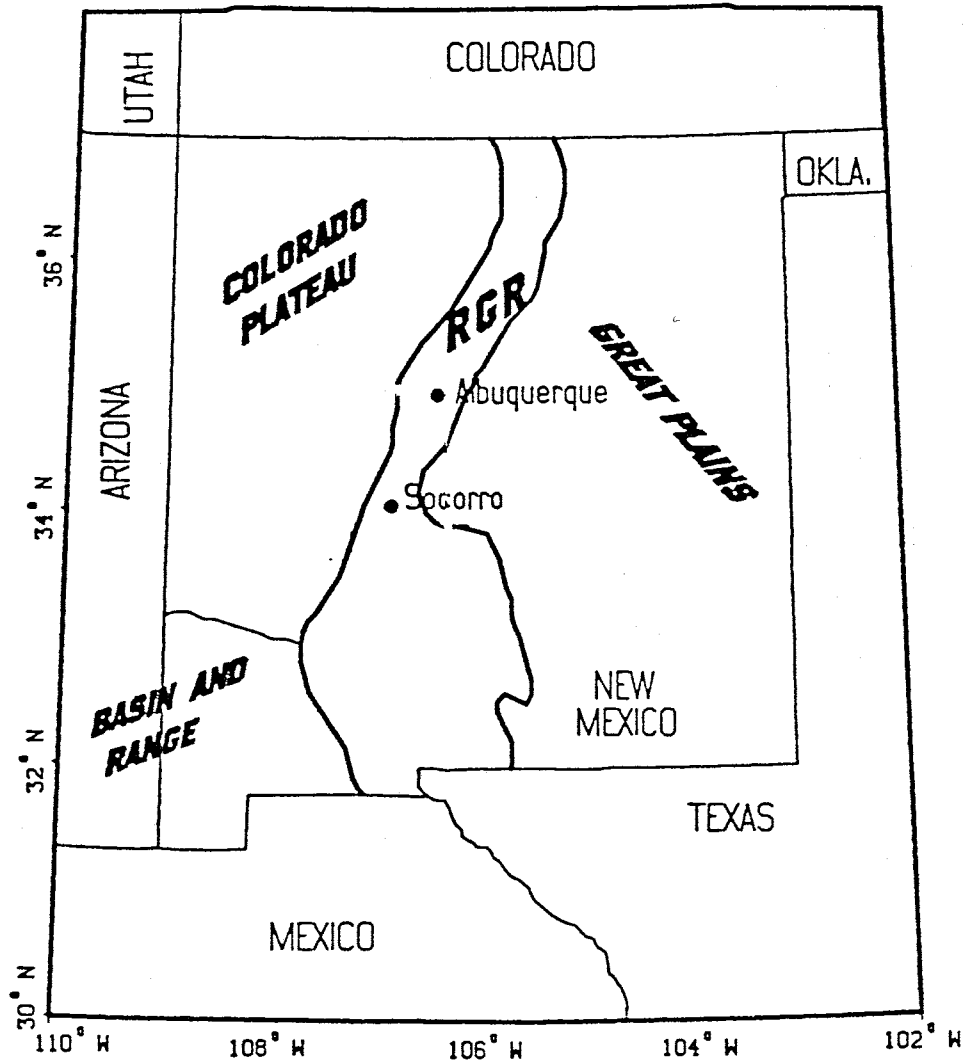 COLORADO
UTAH
OKLA.
36° N
COLORADO
PLATEAU
RGR
GREAT PLAINS
Albuquerque
ARIZONA
34° N
Socorro
BASIN AND
RANGE
NEW
MEXICO
32° N
TEXAS
MEXICO
30° N
110° W
108° W
106° W
104° W
102° W